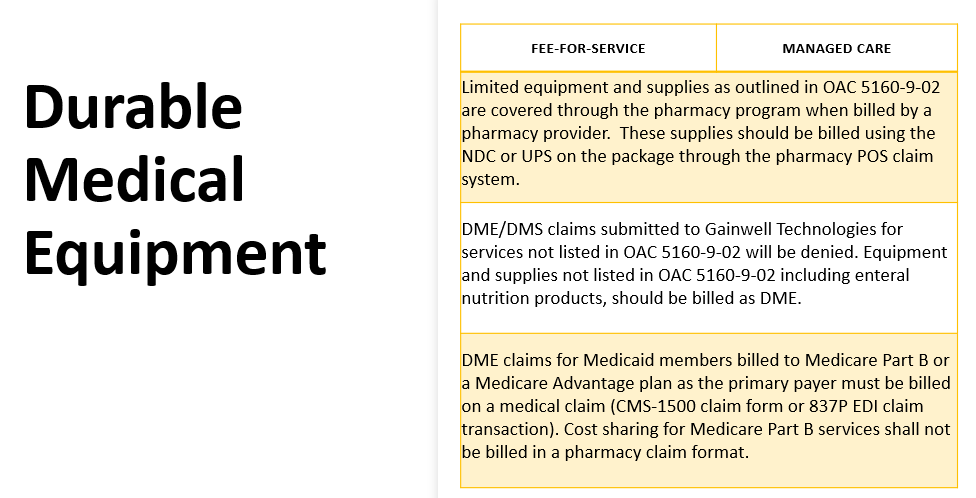 Durable
Medical
Equipment
FEE-FOR-SERVICE
MANAGED CARE
Limited equipment and supplies as outlined in OAC 5160-9-02
are covered through the pharmacy program when billed by a
pharmacy provider.  These supplies should be billed using the
NDC or UPS on the package through the pharmacy POS claim
system.
DME/DMS claims submitted to Gainwell Technologies for
services not listed in OAC 5160-9-02 will be denied. Equipment
and supplies not listed in OAC 5160-9-02 including enteral
nutrition products, should be billed as DME.
DME claims for Medicaid members billed to Medicare Part B or
a Medicare Advantage plan as the primary payer must be billed
on a medical claim (CMS-1500 claim form or 837P EDI claim
transaction). Cost sharing for Medicare Part B services shall not
be billed in a pharmacy claim format.